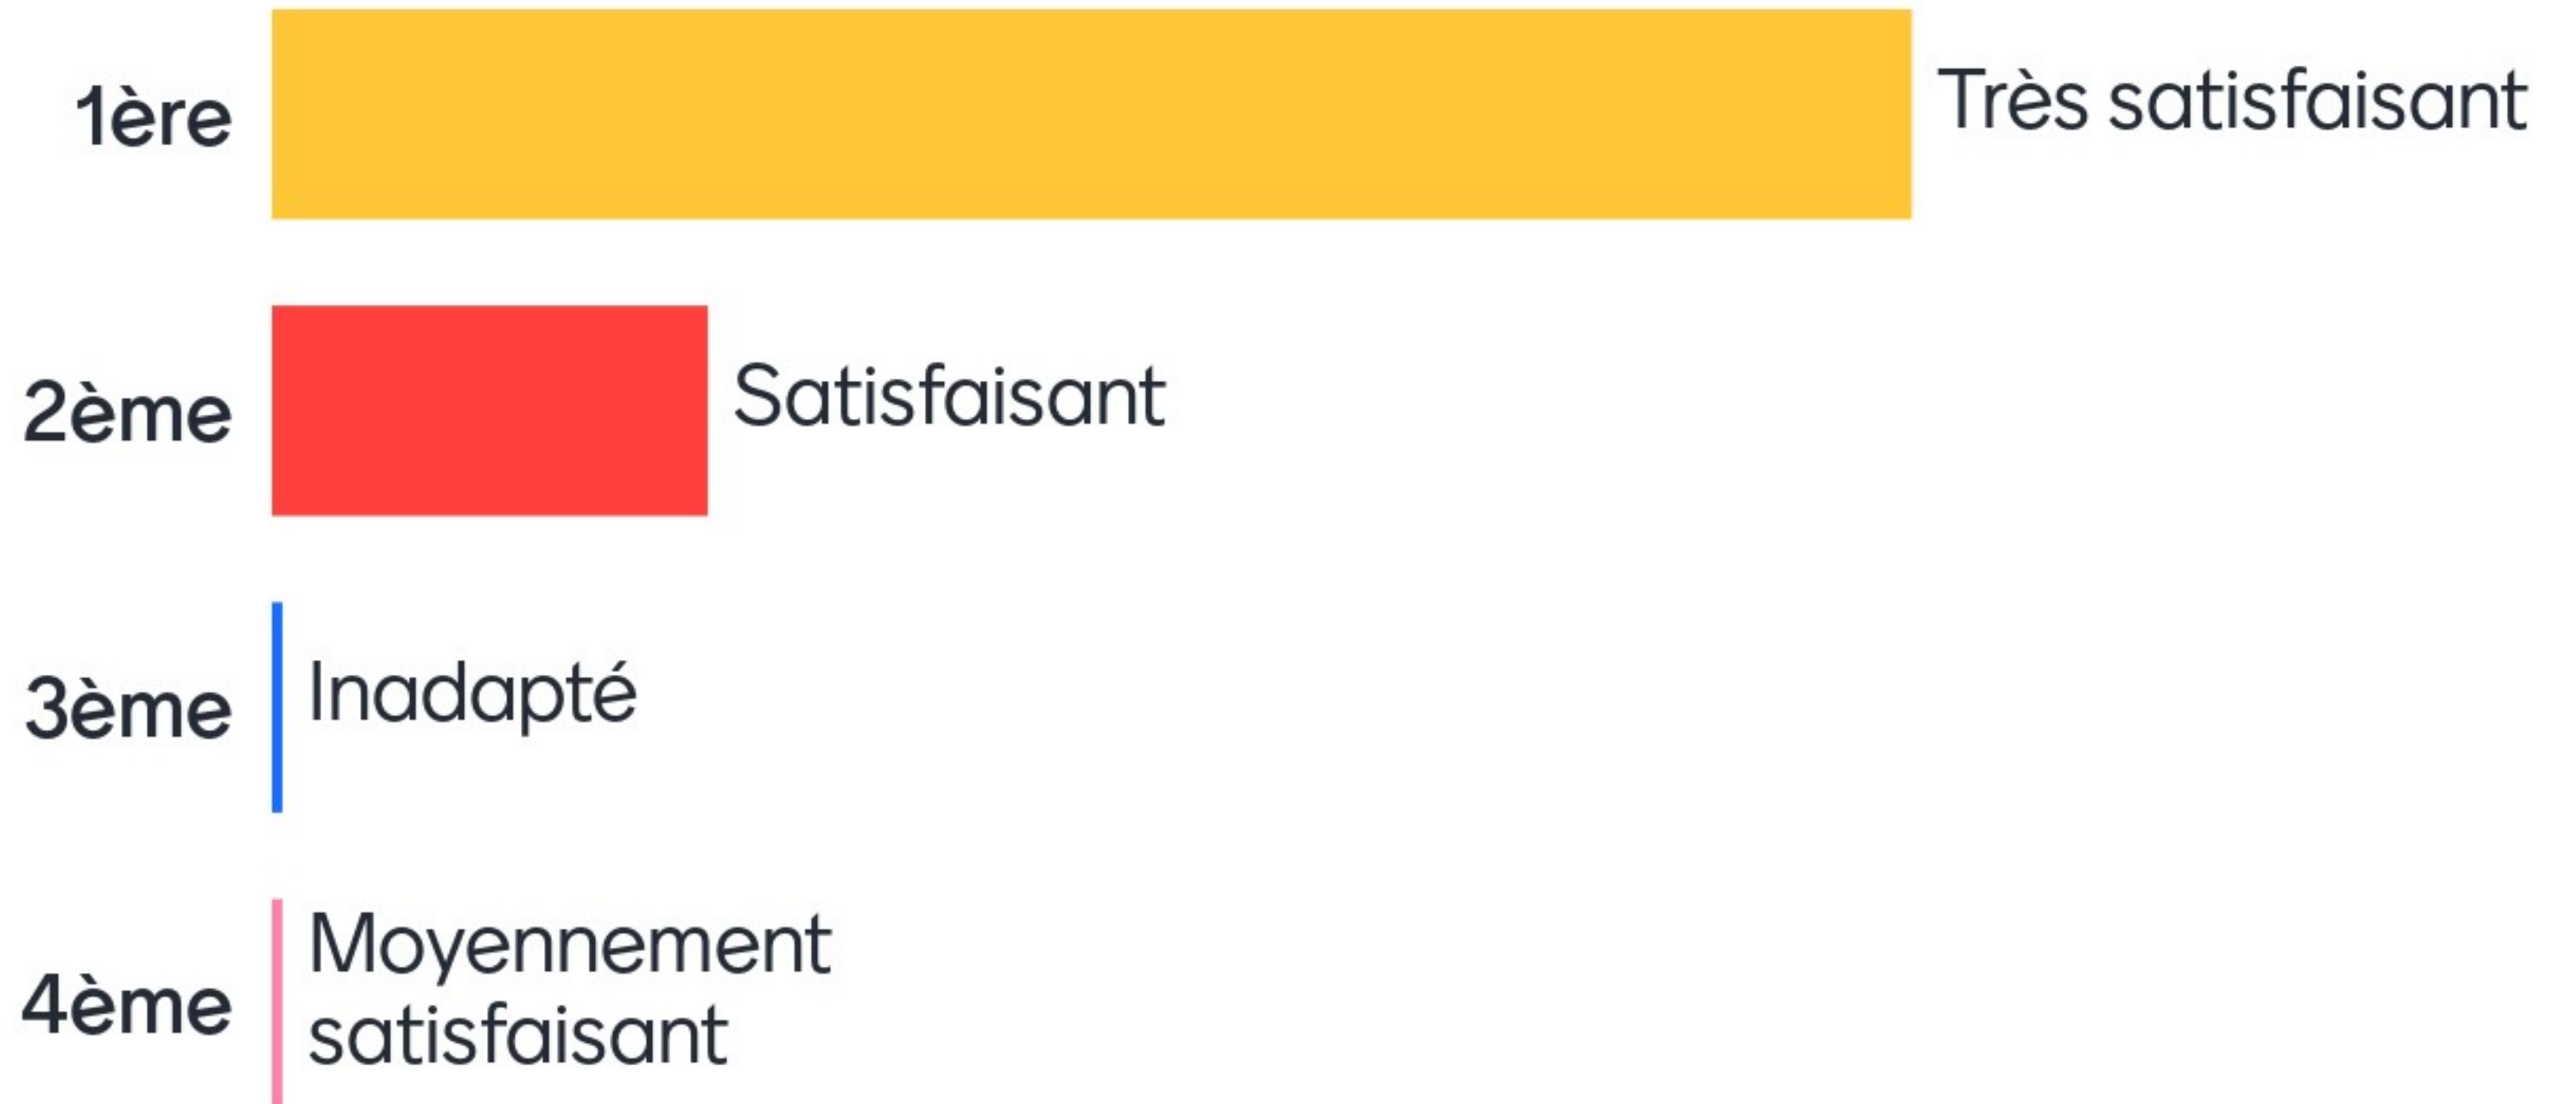 1ère
Très satisfaisant
2ème
Satisfaisant
3ème
Inadapté
4ème
Moyennement
satisfaisant